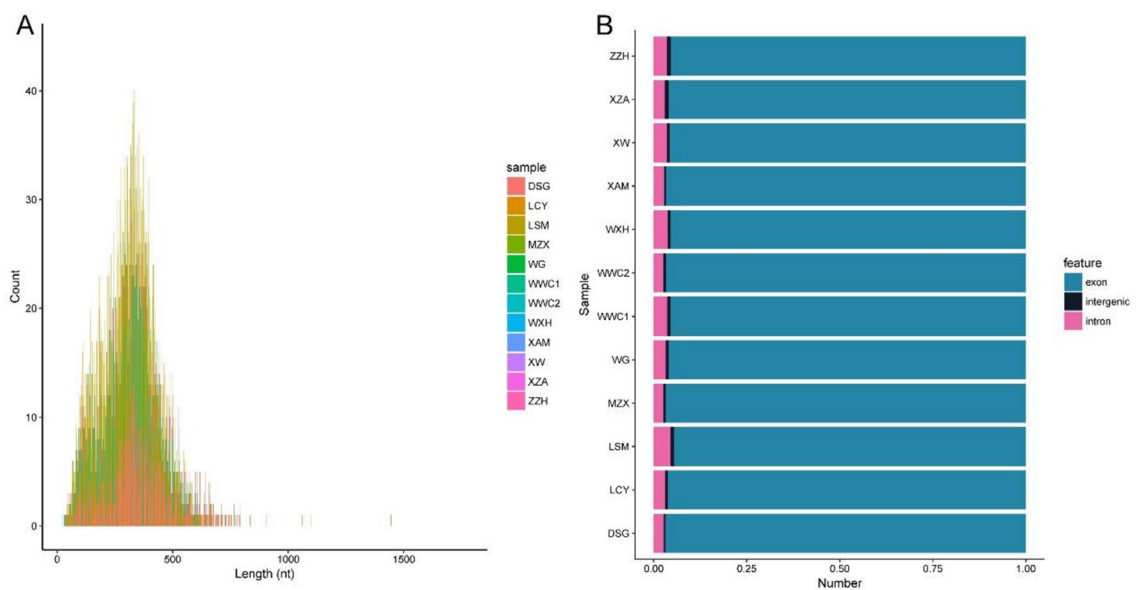 A
Count
40
30
20
10
0
0
500
1000
1500
Length (nt)
sample
DSG
LCY
LSM
MZX
WG
WWC1
WWC2
WXH
XAM
XW
XZA
ZZH
B
Sample
ZZH
XZA
XW
XAM
WXH
WWC2
WWC1
WG
MZX
LSM
LCY
DSG
0.00
0.25
0.50
0.75
1.00
Number
feature
exon
intergenic
intron